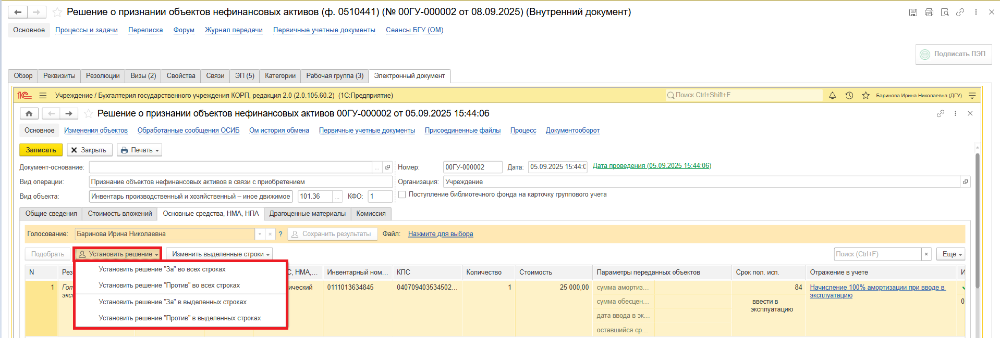 Решение о признании объектов нефинансовых активов (ф. 0510441) (№ 00ГУ-000002 от 08.09.2025) (Внутренний документ)
Основное Процессы и задачи Переписка Форум Журнал передачи Первичные учетные документы Сеансы БГУ (ОМ)
Подписать ПЭП
Обзор Реквизиты Резолюции Визы (2) Свойства Связи ЭП (5) Категории Рабочая группа (3) Электронный документ
1С Учреждение / Бухгалтерия государственного учреждения КОРП, редакция 2.0 (2.0.105.60.2) (1С:Предприятие) Поиск Ctrl+Shift+F Баринова Ирина Николаевна (ДГУ)
Решение о признании объектов нефинансовых активов 00ГУ-000002 от 05.09.2025 15:44:06
Основное Изменения объектов Обработанные сообщения ОСИБ Ом история обмена Первичные учетные документы Присоединенные файлы Процесс Документооборот
Записать Закрыть Печать
Документ-основание: ... Номер: 00ГУ-000002 Дата: 05.09.2025 15:44:0 Дата проведения (05.09.2025 15:44:06)
Вид операции: Признание объектов нефинансовых активов в связи с приобретением Организация: Учреждение
Вид объекта: Инвентарь производственный и хозяйственный – иное движимое 101.36 ... КФО: 1 Поступление библиотечного фонда на карточку группового учета
Общие сведения Стоимость вложений Основные средства, НМА, НПА Драгоценные материалы Комиссия
Голосование: Баринова Ирина Николаевна ? Сохранить результаты Файл: Нажмите для выбора
Подобрать Установить решение Изменить выделенные строки Поиск (Ctrl+F) × Еще
Установить решение "За" во всех строках
Установить решение "Против" во всех строках
Установить решение "За" в выделенных строках
Установить решение "Против" в выделенных строках
N Рез С, НМА,... Инвентарный ном... КПС Количество Стоимость Параметры переданных объектов Срок пол. исп. Отражение в учете И
1 Гот ический 0111013634845 040709403534502... 1 25 000,00 сумма амортиз... 84 Начисление 100% амортизации при вводе в
экс эксплуатацию
сумма обесцен... ввести в 0
эксплуатацию
дата ввода в эк...
оставшийся ср...